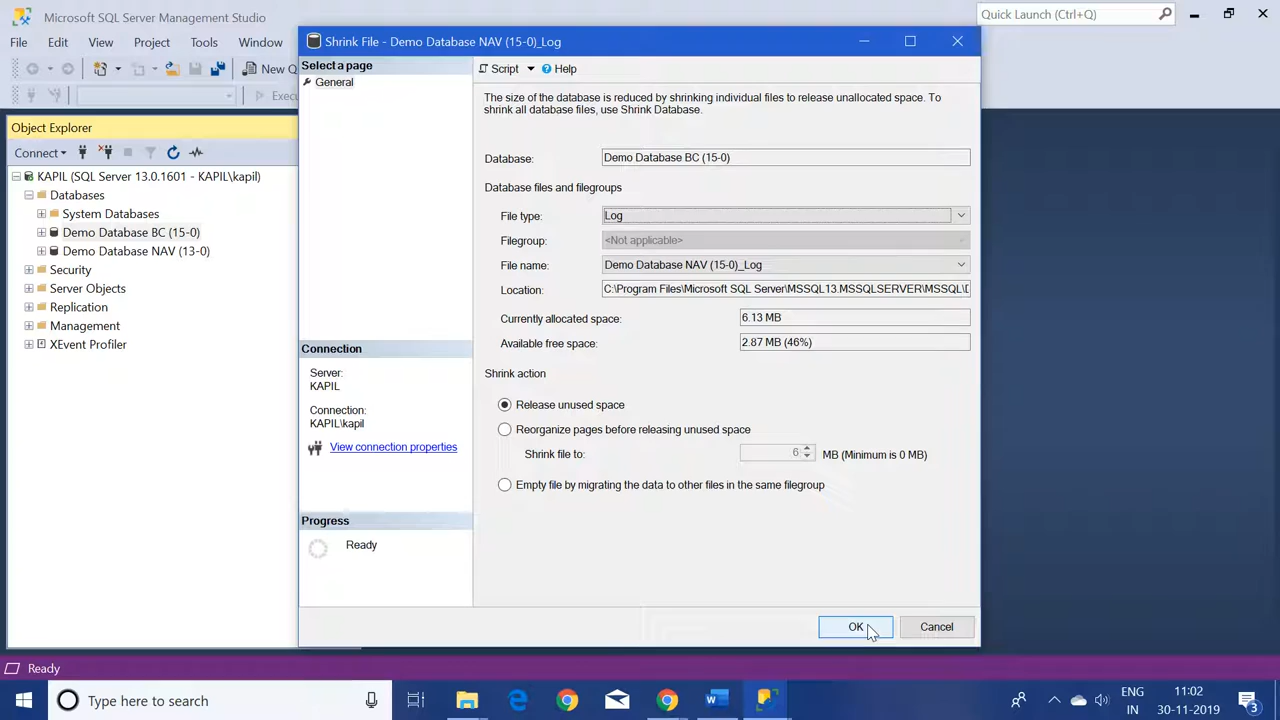 Microsoft SQL Server Management Studio
Quick Launch (Ctrl+Q)
File Edit View Project Tools Window
New Q
Execu
Object Explorer
Connect
KAPIL (SQL Server 13.0.1601 - KAPIL\kapil)
Databases
System Databases
Demo Database BC (15-0)
Demo Database NAV (13-0)
Security
Server Objects
Replication
Management
XEvent Profiler
Shrink File - Demo Database NAV (15-0)_Log
Select a page
General
Script Help
The size of the database is reduced by shrinking individual files to release unallocated space. To
shrink all database files, use Shrink Database.
Database: Demo Database BC (15-0)
Database files and filegroups
File type: Log
Filegroup: <Not applicable>
File name: Demo Database NAV (15-0)_Log
Location: C:\Program Files\Microsoft SQL Server\MSSQL13.MSSQLSERVER\MSSQL\D
Currently allocated space: 6.13 MB
Available free space: 2.87 MB (46%)
Shrink action
Release unused space
Reorganize pages before releasing unused space
Shrink file to: 6 MB (Minimum is 0 MB)
Empty file by migrating the data to other files in the same filegroup
Connection
Server:
KAPIL
Connection:
KAPIL\kapil
View connection properties
Progress
Ready
OK Cancel
Ready
Type here to search
ENG
IN
11:02
30-11-2019
3